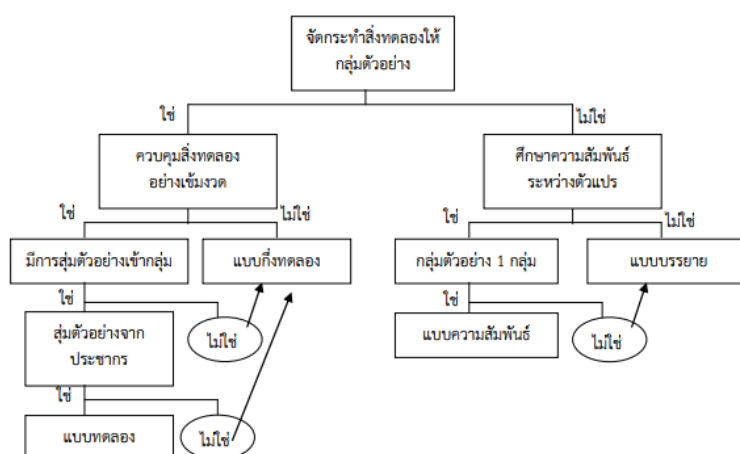 จัดกระทำสิ่งทดลองให้
กลุ่มตัวอย่าง
ใช่
ไม่ใช่
ควบคุมสิ่งทดลอง
อย่างเข้มงวด
ศึกษาความสัมพันธ์
ระหว่างตัวแปร
ใช่
ไม่ใช่
ใช่
ไม่ใช่
มีการสุ่มตัวอย่างเข้ากลุ่ม
แบบกึ่งทดลอง
กลุ่มตัวอย่าง 1 กลุ่ม
แบบบรรยาย
ใช่
ไม่ใช่
ใช่
ไม่ใช่
สุ่มตัวอย่างจาก
ประชากร
แบบความสัมพันธ์
ใช่
ไม่ใช่
แบบทดลอง